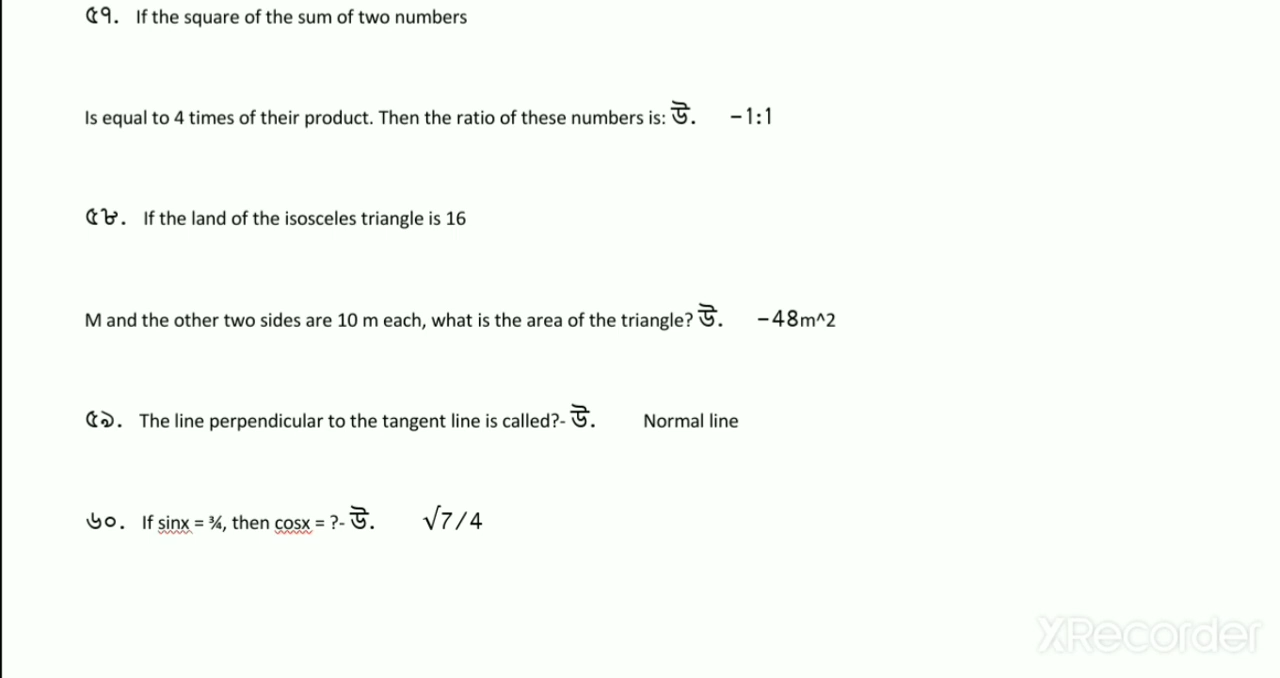 ৫৭. If the square of the sum of two numbers
Is equal to 4 times of their product. Then the ratio of these numbers is: উ. –1:1
৫৮. If the land of the isosceles triangle is 16
M and the other two sides are 10 m each, what is the area of the triangle? উ. –48m^2
৫৯. The line perpendicular to the tangent line is called?- উ. Normal line
৬০. If sinx = ¾, then cosx = ?- উ. √7/4
XRecorder